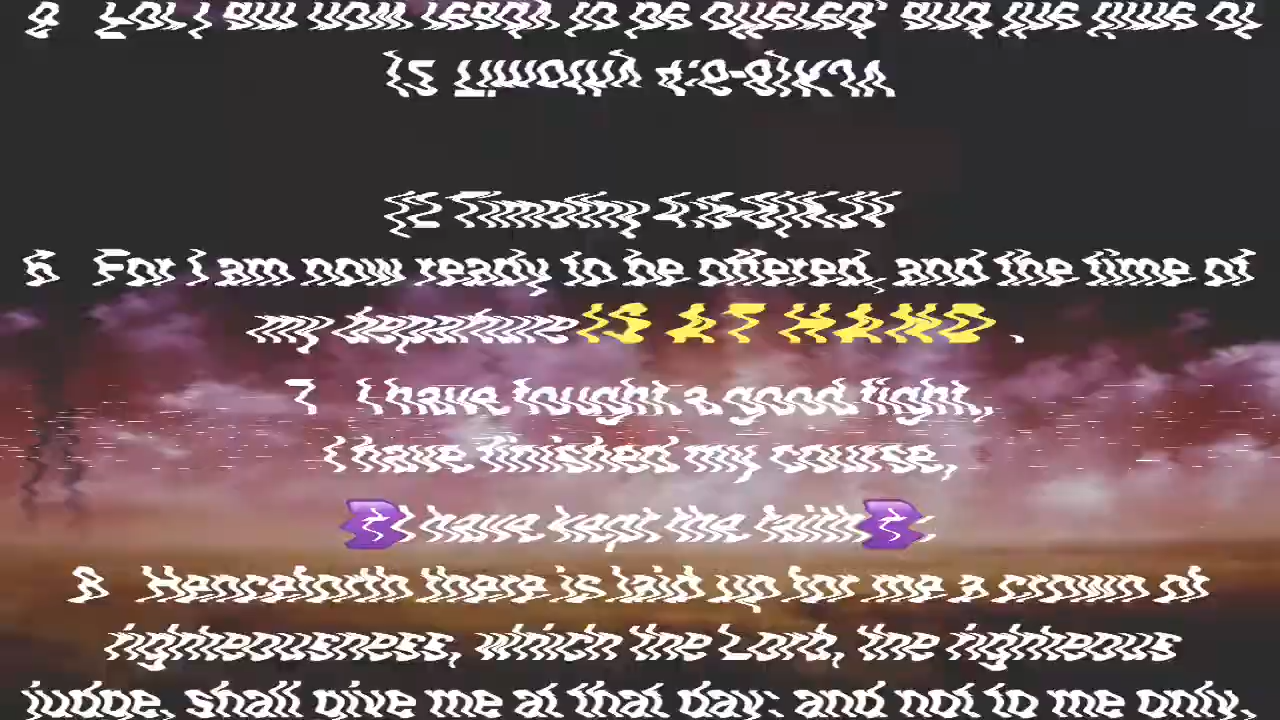 (2 Timothy 4:6-8)KJV
6 For I am now ready to be offered, and the time of
my departure IS AT HAND .
7 I have fought a good fight,
I have finished my course,
✝️I have kept the faith✝️:
8 Henceforth there is laid up for me a crown of
righteousness, which the Lord, the righteous
judge, shall give me at that day: and not to me only,